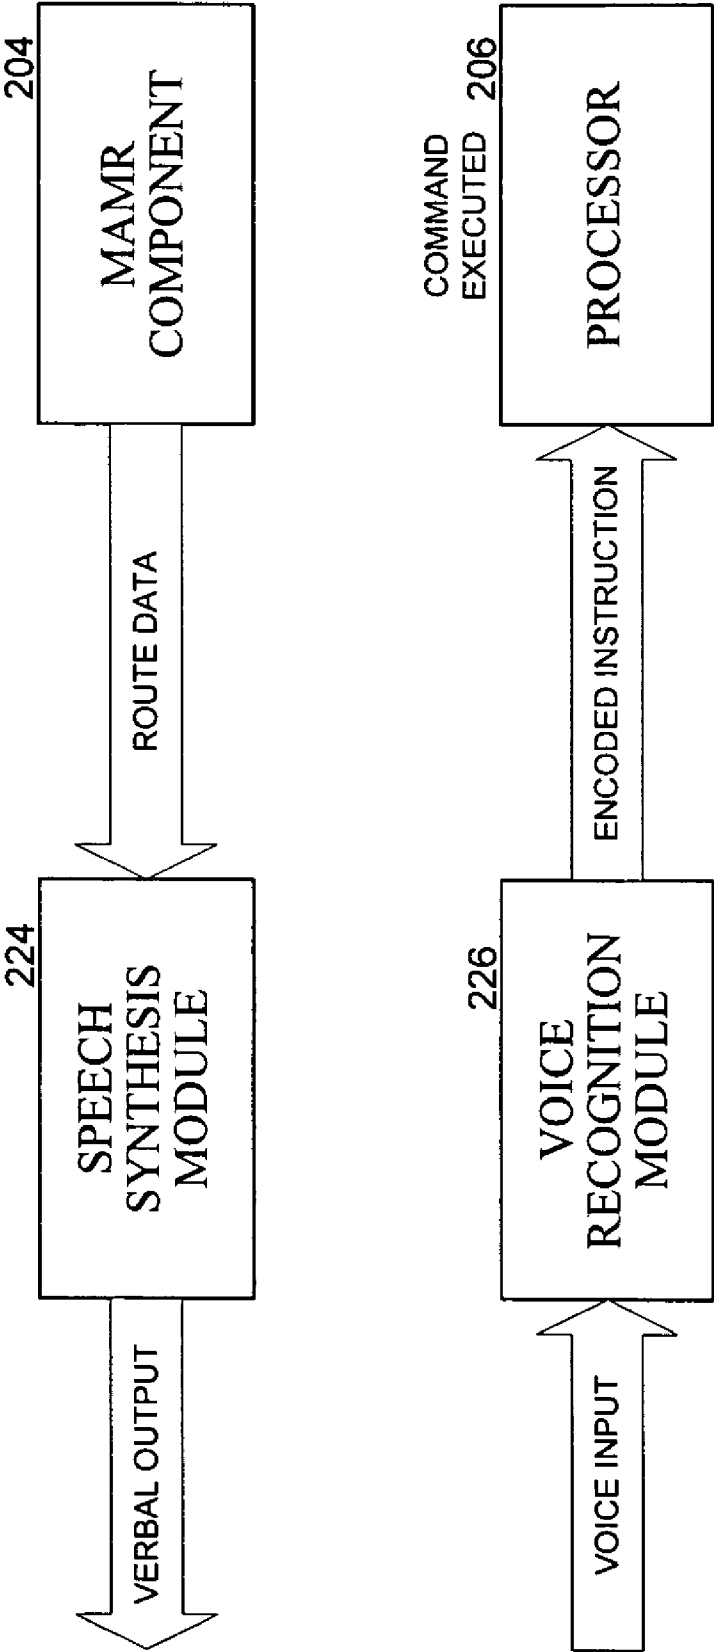 204
MAMR
COMPONENT
ROUTE DATA
224
SPEECH
SYNTHESIS
MODULE
VERBAL OUTPUT
COMMAND
EXECUTED
206
PROCESSOR
ENCODED INSTRUCTION
226
VOICE
RECOGNITION
MODULE
VOICE INPUT